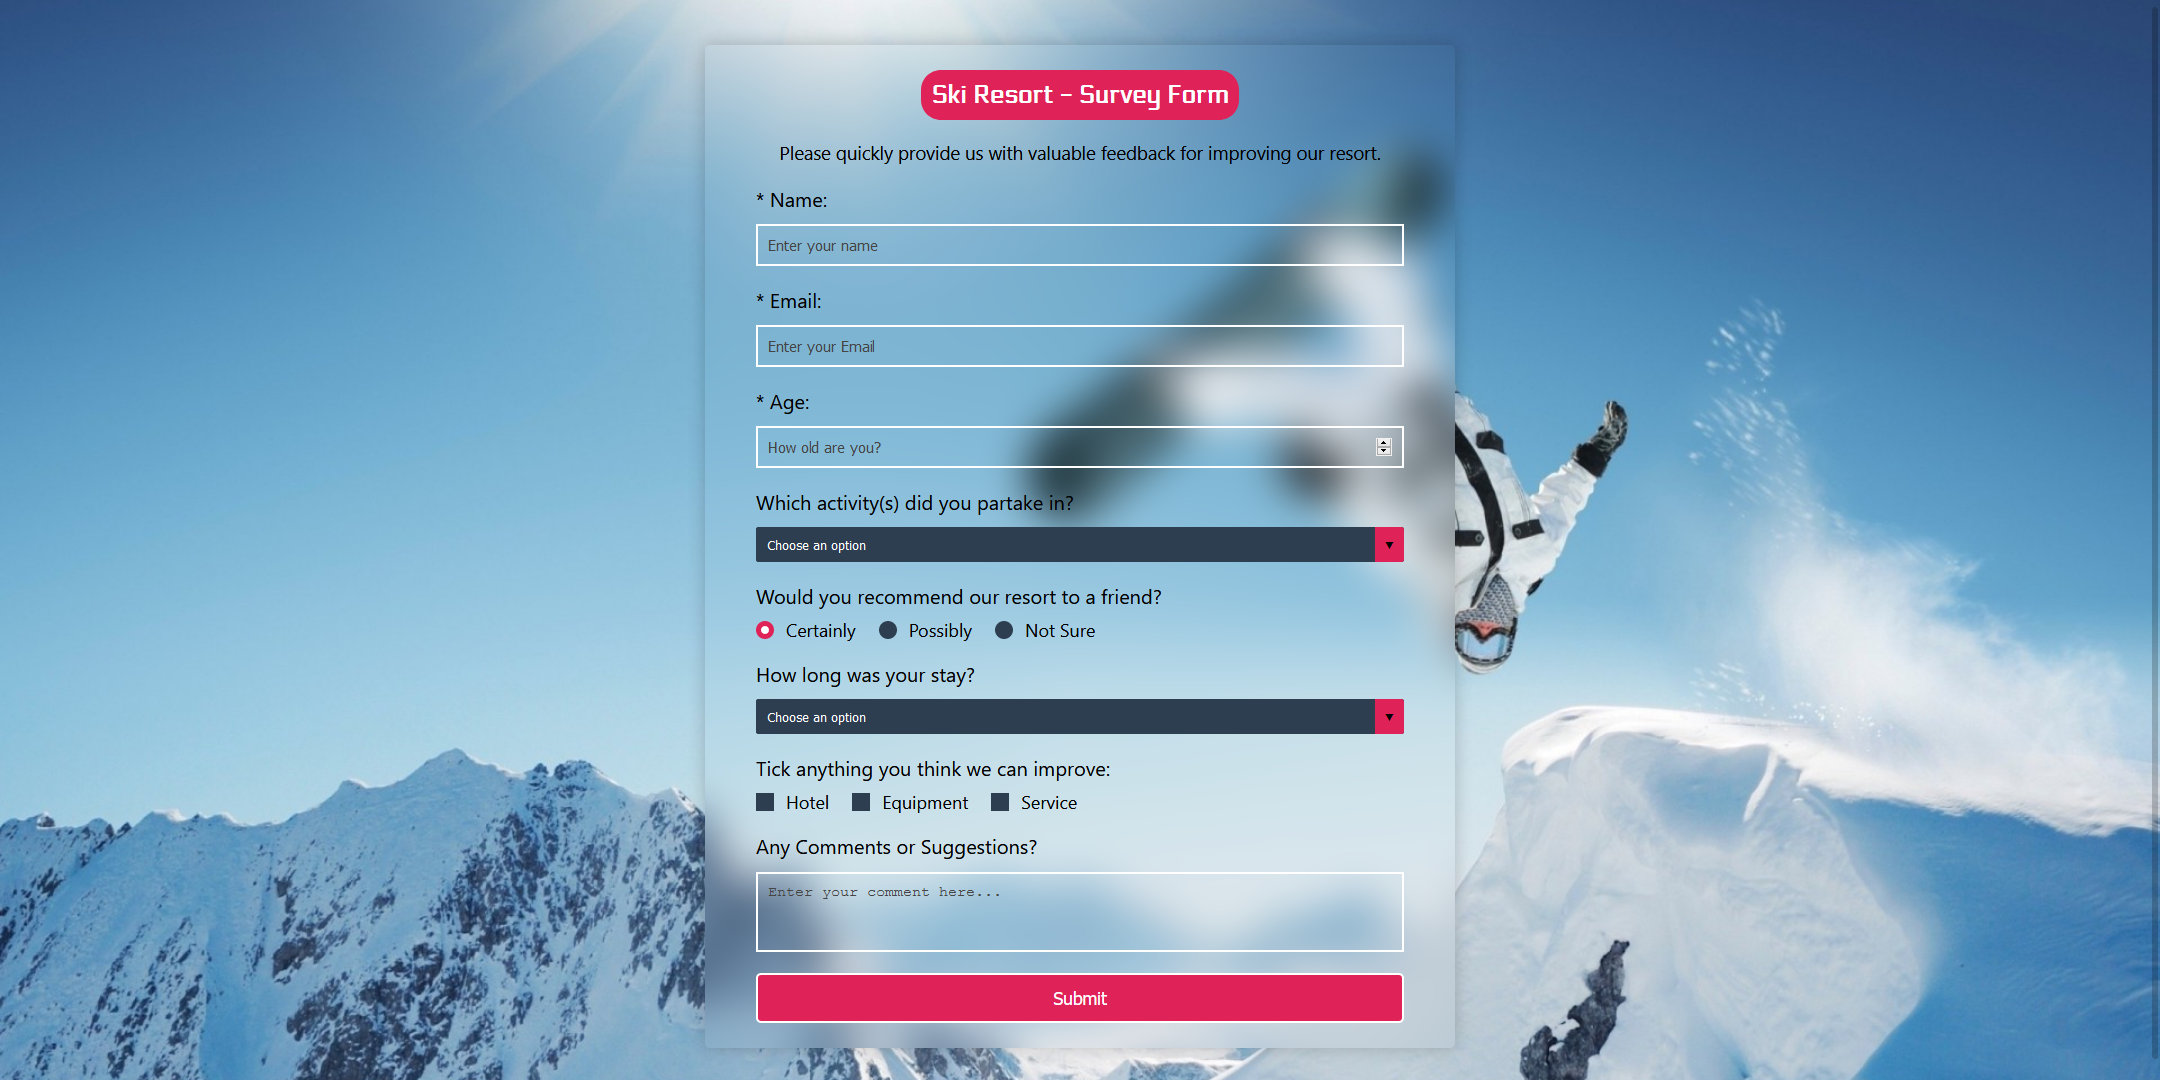 Ski Resort - Survey Form
Please quickly provide us with valuable feedback for improving our resort.
* Name:
Enter your name
* Email:
Enter your Email
* Age:
How old are you?
Which activity(s) did you partake in?
Choose an option
Would you recommend our resort to a friend?
Certainly Possibly Not Sure
How long was your stay?
Choose an option
Tick anything you think we can improve:
Hotel Equipment Service
Any Comments or Suggestions?
Enter your comment here...
Submit